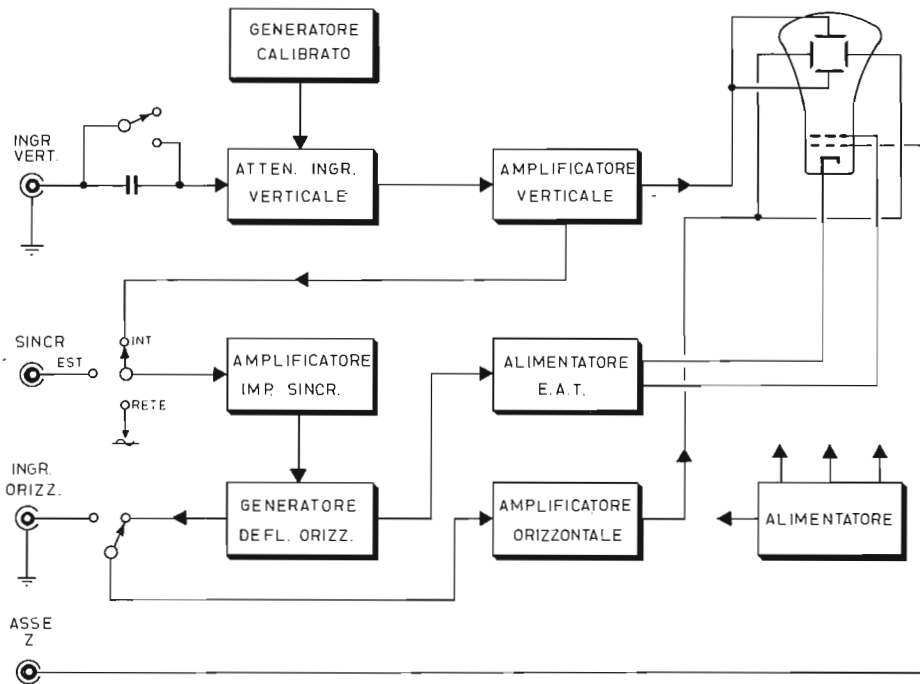 GENERATORE
CALIBRATO
INGR
VERT.
ATTEN. INGR.
VERTICALE
AMPLIFICATORE
VERTICALE
SINCR
EST
INT
RETE
AMPLIFICATORE
IMP. SINCR.
ALIMENTATORE
E.A.T.
INGR.
ORIZZ.
GENERATORE
DEFL. ORIZZ.
AMPLIFICATORE
ORIZZONTALE
ALIMENTATORE
ASSE
Z